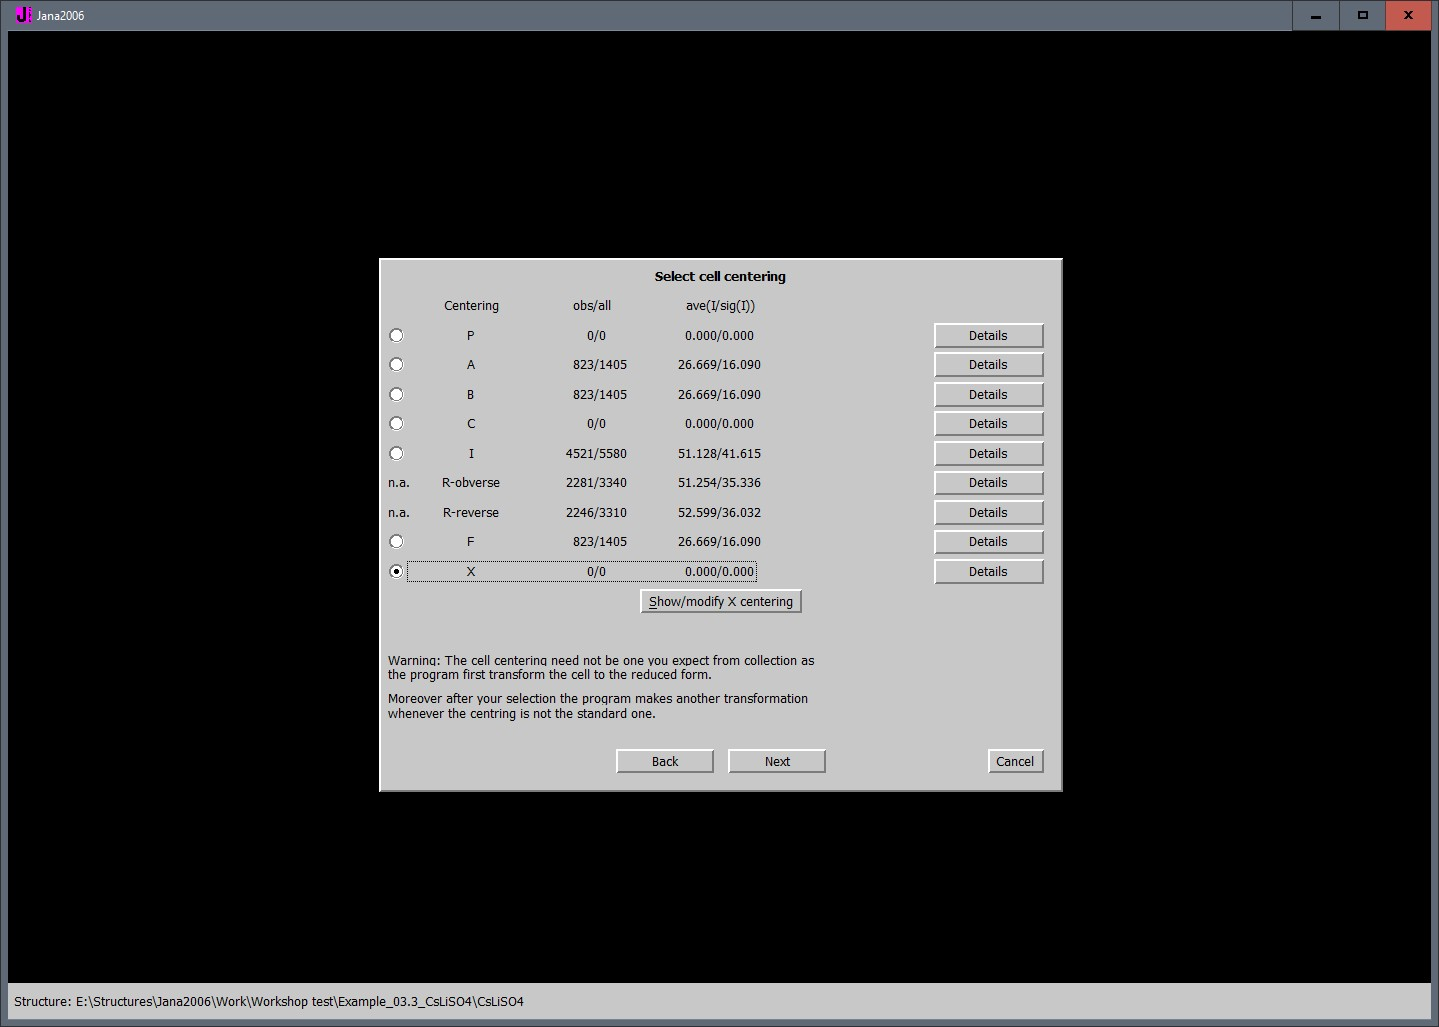 Jana2006
Select cell centering
Centering obs/all ave(I/sig(I))
P 0/0 0.000/0.000 Details
A 823/1405 26.669/16.090 Details
B 823/1405 26.669/16.090 Details
C 0/0 0.000/0.000 Details
I 4521/5580 51.128/41.615 Details
n.a. R-obverse 2281/3340 51.254/35.336 Details
n.a. R-reverse 2246/3310 52.599/36.032 Details
F 823/1405 26.669/16.090 Details
X 0/0 0.000/0.000 Details
Show/modify X centering
Warning: The cell centering need not be one you expect from collection as
the program first transform the cell to the reduced form.
Moreover after your selection the program makes another transformation
whenever the centring is not the standard one.
Back Next Cancel
Structure: E:\Structures\Jana2006\Work\Workshop test\Example_03.3_CsLiSO4\CsLiSO4